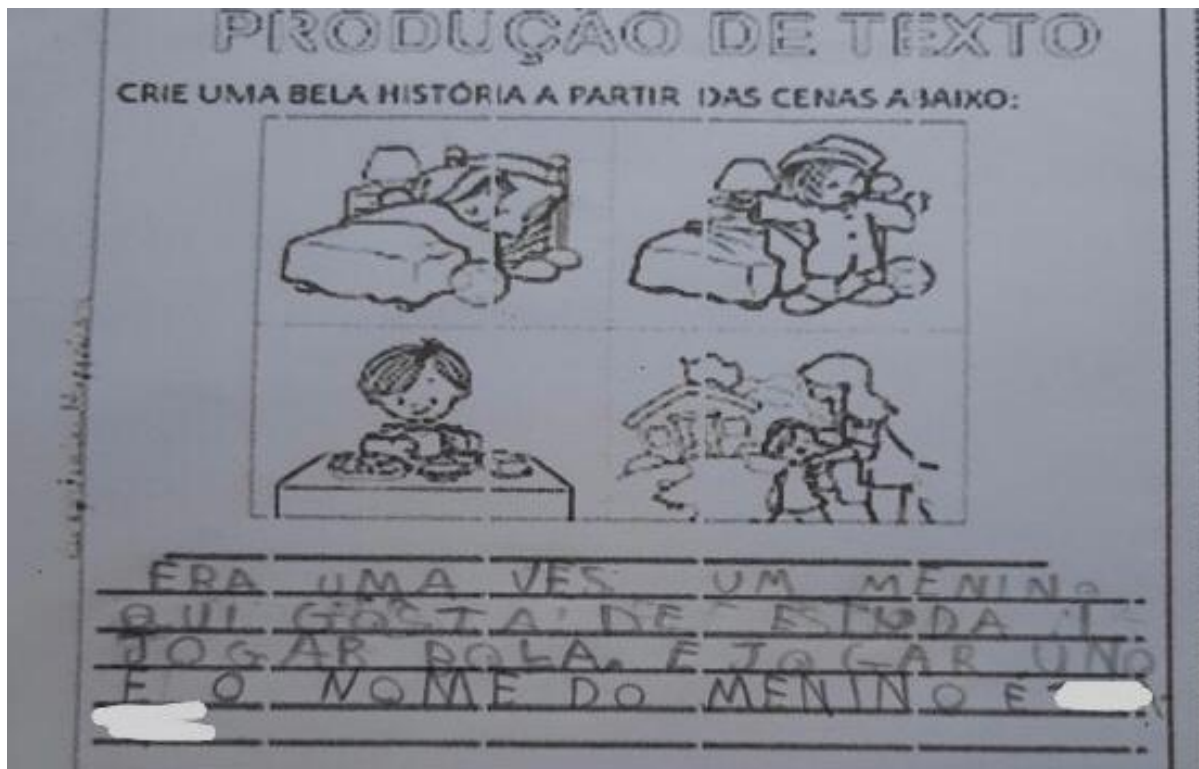 PRODUÇÃO DE TEXTO
CRIE UMA BELA HISTÓRIA A PARTIR DAS CENAS ABAIXO:
ERA UMA VES UM MENINO
QUI GOSTA DE ESTUDA I
JOGAR BOLA. E JOGAR UNO
E O NOME DO MENINO E